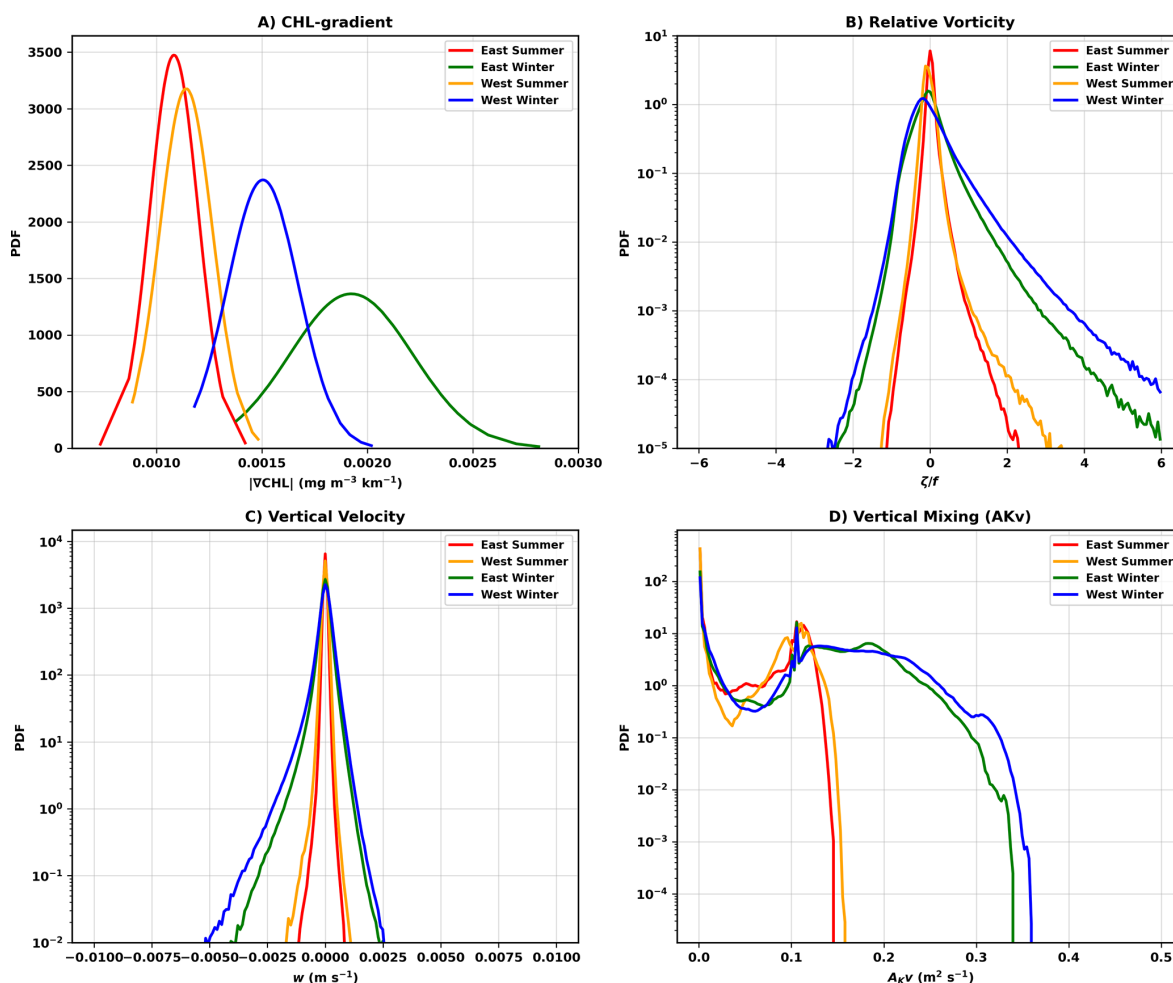 A) CHL-gradient
PDF
3500
3000
2500
2000
1500
1000
500
0
0.0010
0.0015
0.0020
0.0025
0.0030
|∇CHL| (mg m⁻³ km⁻¹)
East Summer
East Winter
West Summer
West Winter
B) Relative Vorticity
PDF
10¹
10⁰
10⁻¹
10⁻²
10⁻³
10⁻⁴
10⁻⁵
−6
−4
−2
0
2
4
6
ζ/f
East Summer
East Winter
West Summer
West Winter
C) Vertical Velocity
PDF
10⁴
10³
10²
10¹
10⁰
10⁻¹
10⁻²
−0.0100
−0.0075
−0.0050
−0.0025
0.0000
0.0025
0.0050
0.0075
0.0100
w (m s⁻¹)
East Summer
West Summer
East Winter
West Winter
D) Vertical Mixing (AKv)
PDF
10²
10¹
10⁰
10⁻¹
10⁻²
10⁻³
10⁻⁴
0.0
0.1
0.2
0.3
0.4
0.5
A_Kv (m² s⁻¹)
East Summer
West Summer
East Winter
West Winter